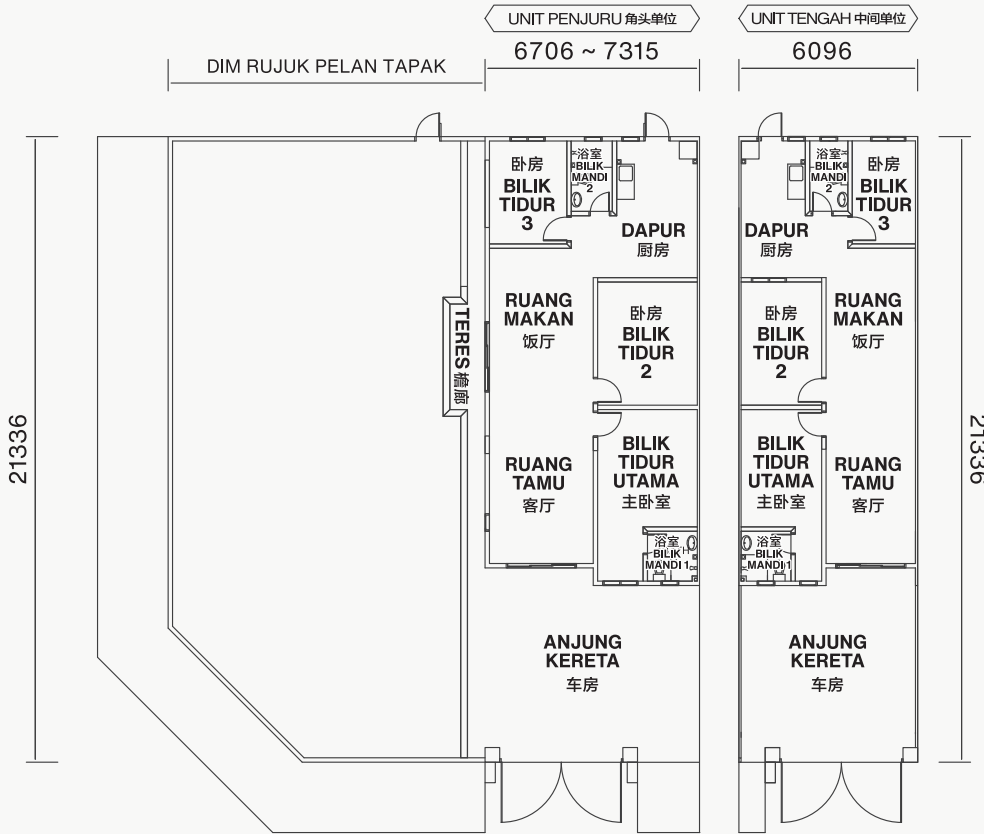 UNIT PENJURU 角头单位
UNIT TENGAH 中间单位
6706 ~ 7315
6096
DIM RUJUK PELAN TAPAK
21336
卧房
BILIK
TIDUR
3
浴室
BILIK
MANDI
2
DAPUR
厨房
RUANG
MAKAN
饭厅
卧房
BILIK
TIDUR
2
TERES 檐廊
RUANG
TAMU
客厅
BILIK
TIDUR
UTAMA
主卧室
浴室
BILIK
MANDI 1
ANJUNG
KERETA
车房
浴室
BILIK
MANDI
2
卧房
BILIK
TIDUR
3
DAPUR
厨房
卧房
BILIK
TIDUR
2
RUANG
MAKAN
饭厅
BILIK
TIDUR
UTAMA
主卧室
RUANG
TAMU
客厅
浴室
BILIK
MANDI 1
ANJUNG
KERETA
车房
21336